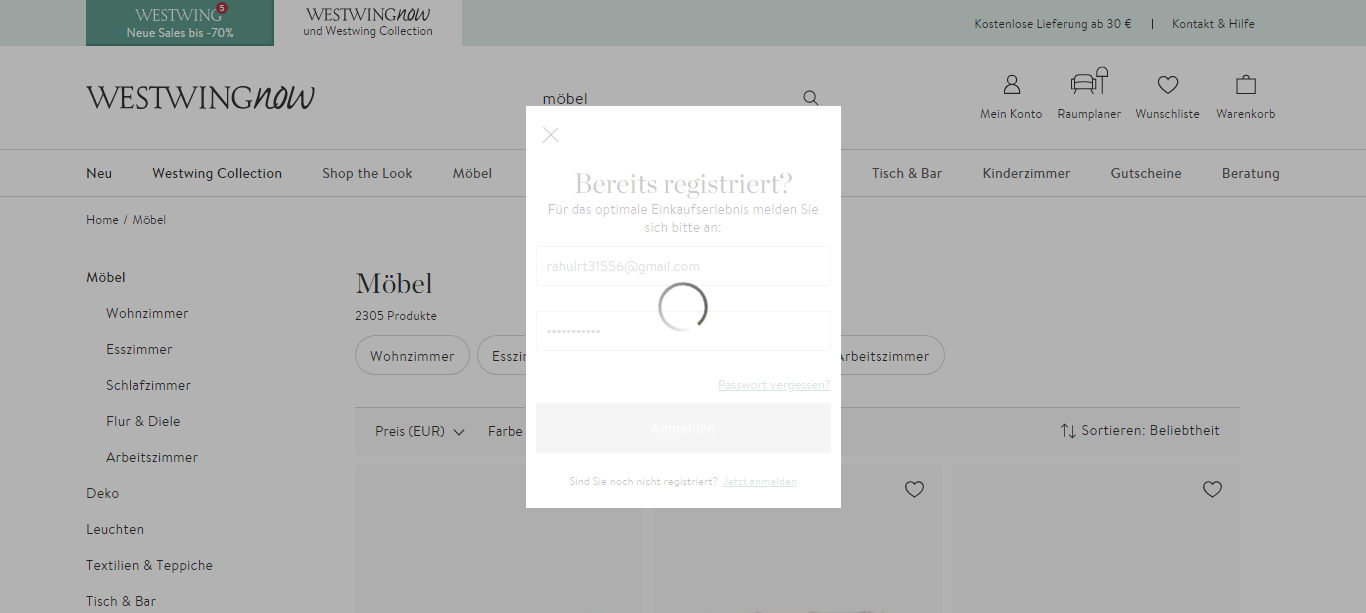 WESTWING 5
Neue Sales bis -70%
WESTWINGnow
und Westwing Collection
Kostenlose Lieferung ab 30 €
Kontakt & Hilfe
WESTWINGnow
möbel
Mein Konto
Raumplaner
Wunschliste
Warenkorb
Neu
Westwing Collection
Shop the Look
Möbel
Tisch & Bar
Kinderzimmer
Gutscheine
Beratung
Home / Möbel
Möbel
Wohnzimmer
Esszimmer
Schlafzimmer
Flur & Diele
Arbeitszimmer
Deko
Leuchten
Textilien & Teppiche
Tisch & Bar
Möbel
2305 Produkte
Wohnzimmer
Arbeitszimmer
Preis (EUR)
Farbe
Sortieren: Beliebtheit
Bereits registriert?
Für das optimale Einkaufserlebnis melden Sie
sich bitte an:
rahulrt31556@gmail.com
Passwort vergessen?
Anmelden
Sind Sie noch nicht registriert? Jetzt anmelden